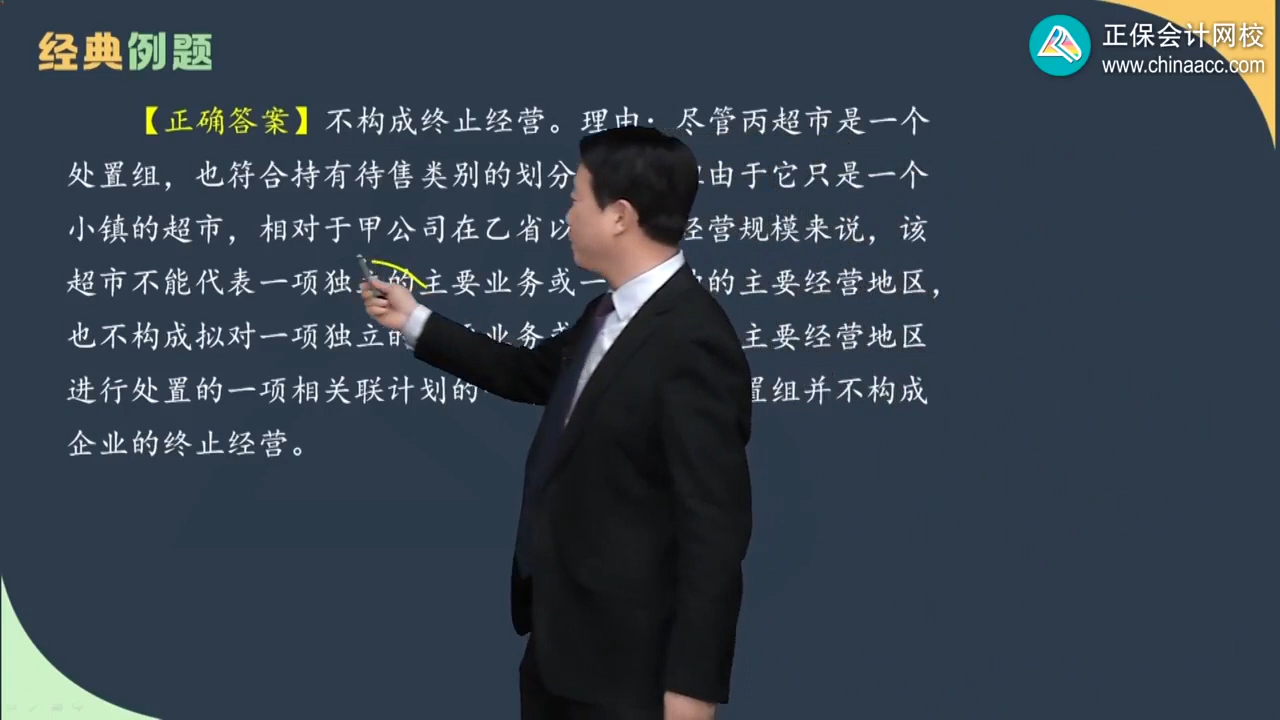 经典例题
正保会计网校
www.chinaacc.com
【正确答案】不构成终止经营。理由：尽管丙超市是一个
处置组，也符合持有待售类别的划分 由于它只是一个
小镇的超市，相对于甲公司在乙省以 经营规模来说，该
超市不能代表一项独立的主要业务或一 的主要经营地区，
也不构成拟对一项独立的 业务或 主要经营地区
进行处置的一项相关联计划的 置组并不构成
企业的终止经营。